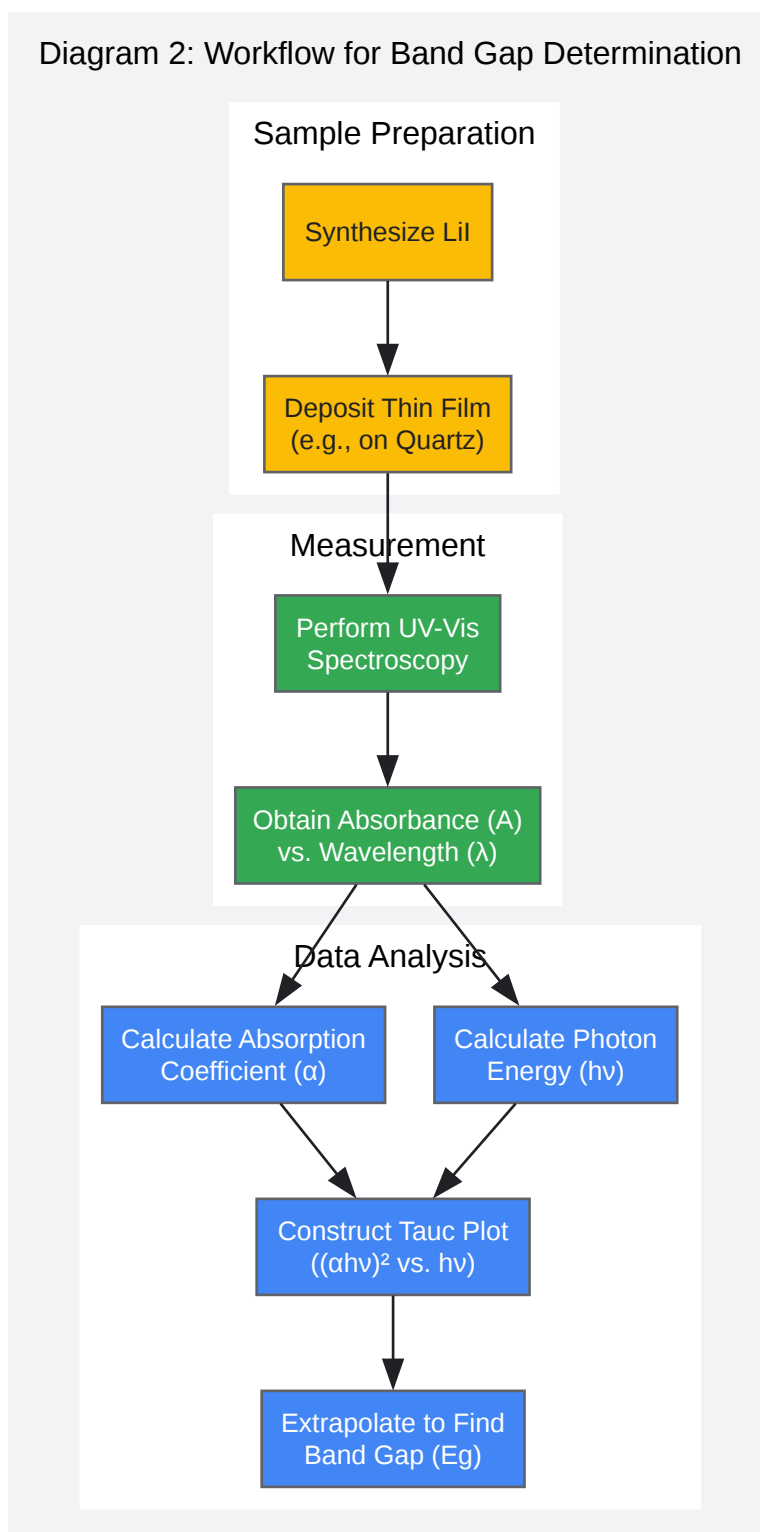 Diagram 2: Workflow for Band Gap Determination
Sample Preparation
Synthesize LiI
Deposit Thin Film
(e.g., on Quartz)
Measurement
Perform UV-Vis
Spectroscopy
Obtain Absorbance (A)
vs. Wavelength (λ)
Data Analysis
Calculate Absorption
Coefficient (α)
Calculate Photon
Energy (hν)
Construct Tauc Plot
((αhν)² vs. hν)
Extrapolate to Find
Band Gap (Eg)